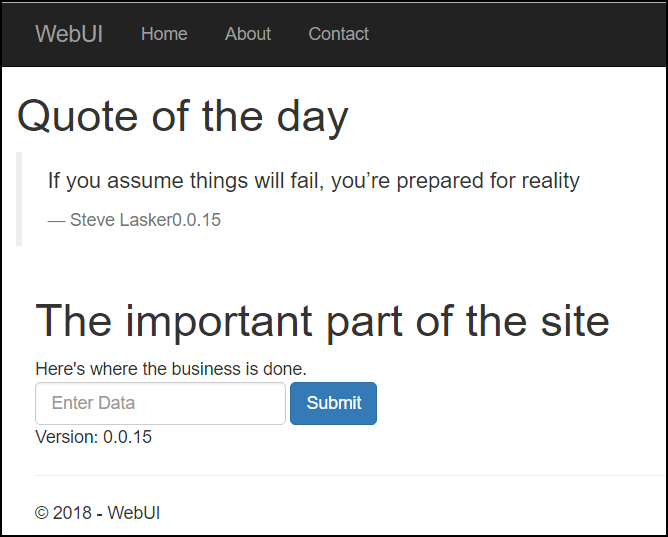 WebUI Home About Contact
Quote of the day
If you assume things will fail, you’re prepared for reality
— Steve Lasker0.0.15
The important part of the site
Here's where the business is done.
Enter Data Submit
Version: 0.0.15
© 2018 - WebUI